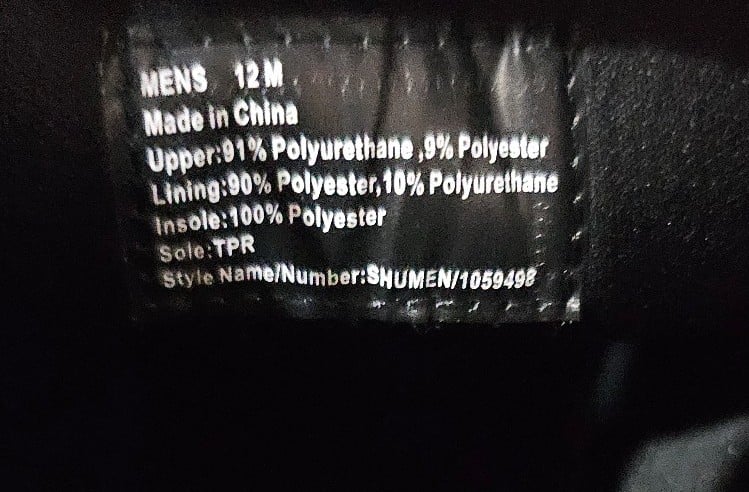 MENS 12 M
Made in China
Upper:91% Polyurethane ,9% Polyester
Lining:90% Polyester,10% Polyurethane
Insole:100% Polyester
Sole:TPR
Style Name/Number:SHUMEN/1059498